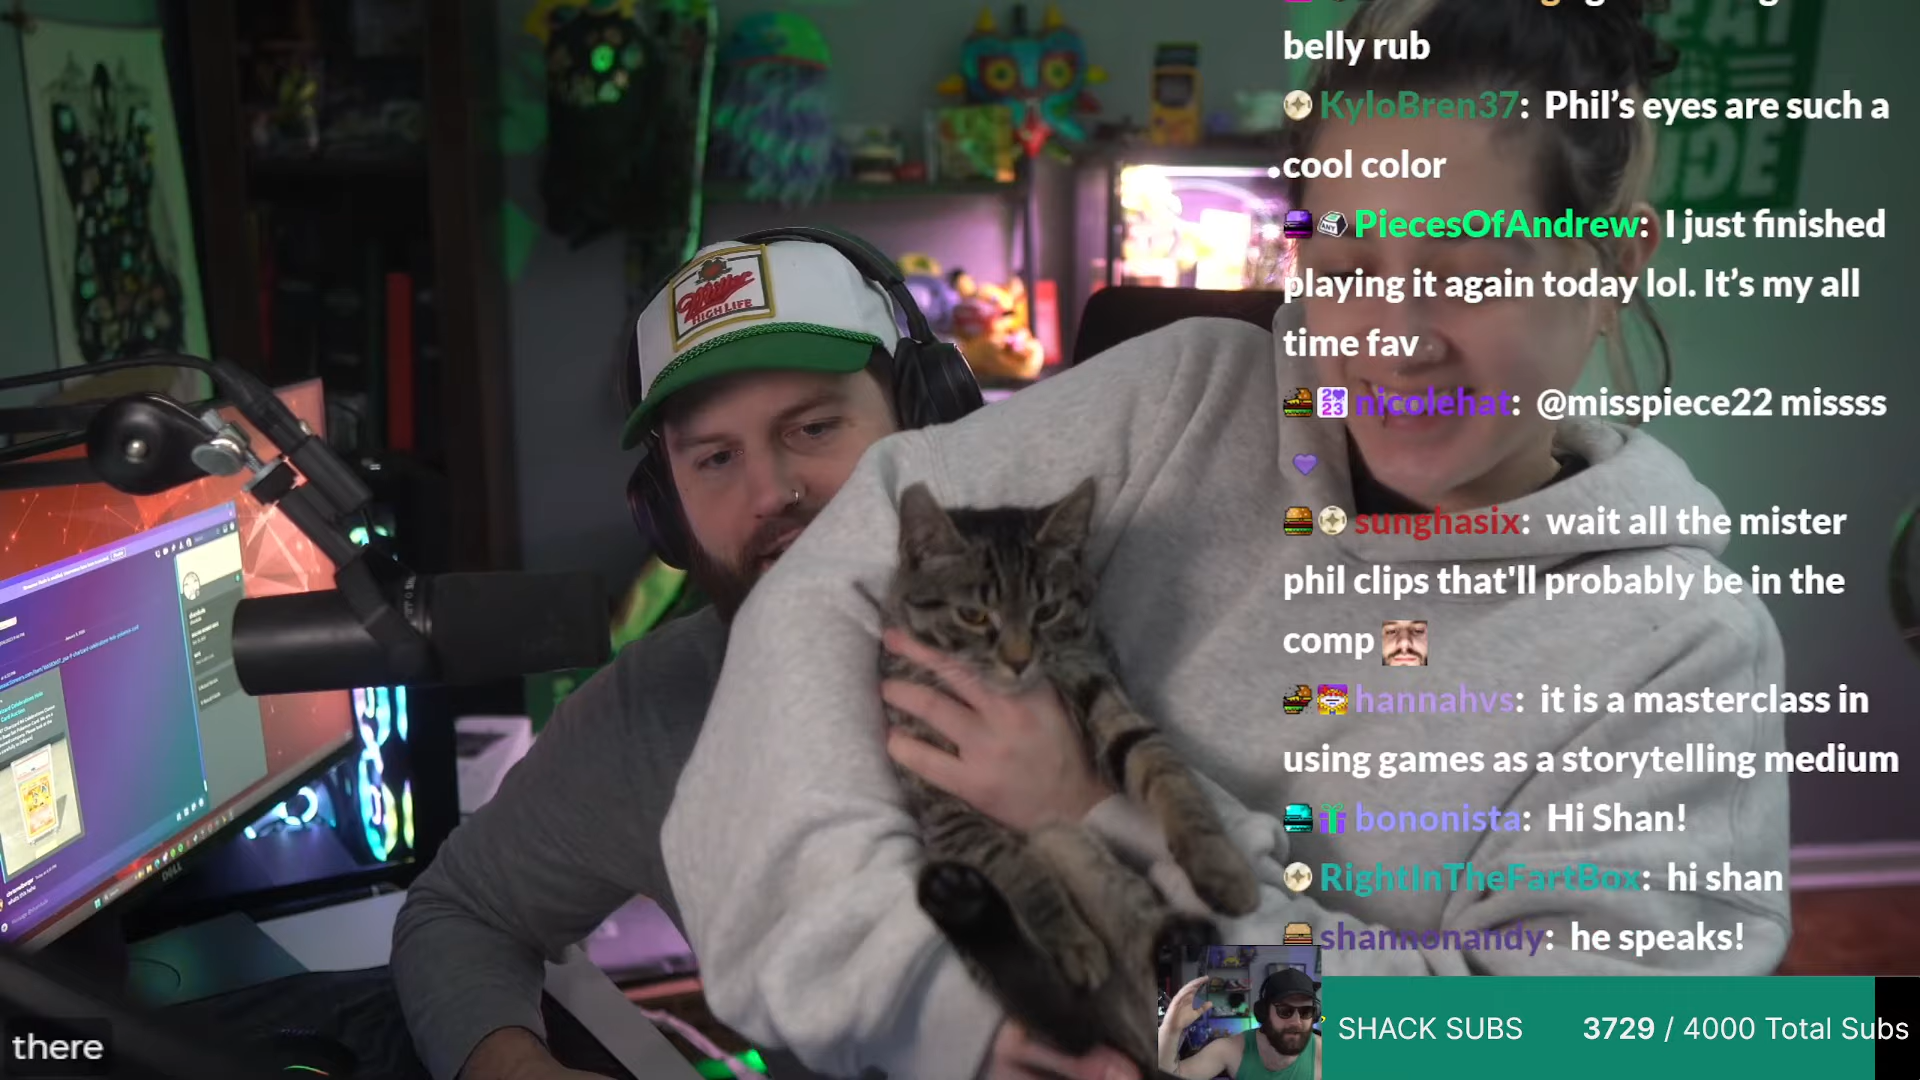 belly rub
KyloBren37: Phil’s eyes are such a
cool color
PiecesOfAndrew: I just finished
playing it again today lol. It’s my all
time fav
nicolehat: @misspiece22 missss
sunghasix: wait all the mister
phil clips that'll probably be in the
comp
hannahvs: it is a masterclass in
using games as a storytelling medium
bononista: Hi Shan!
RightInTheFartBox: hi shan
shannonandy: he speaks!
SHACK SUBS 3729 / 4000 Total Subs
there
Miller
HIGH LIFE
DELL